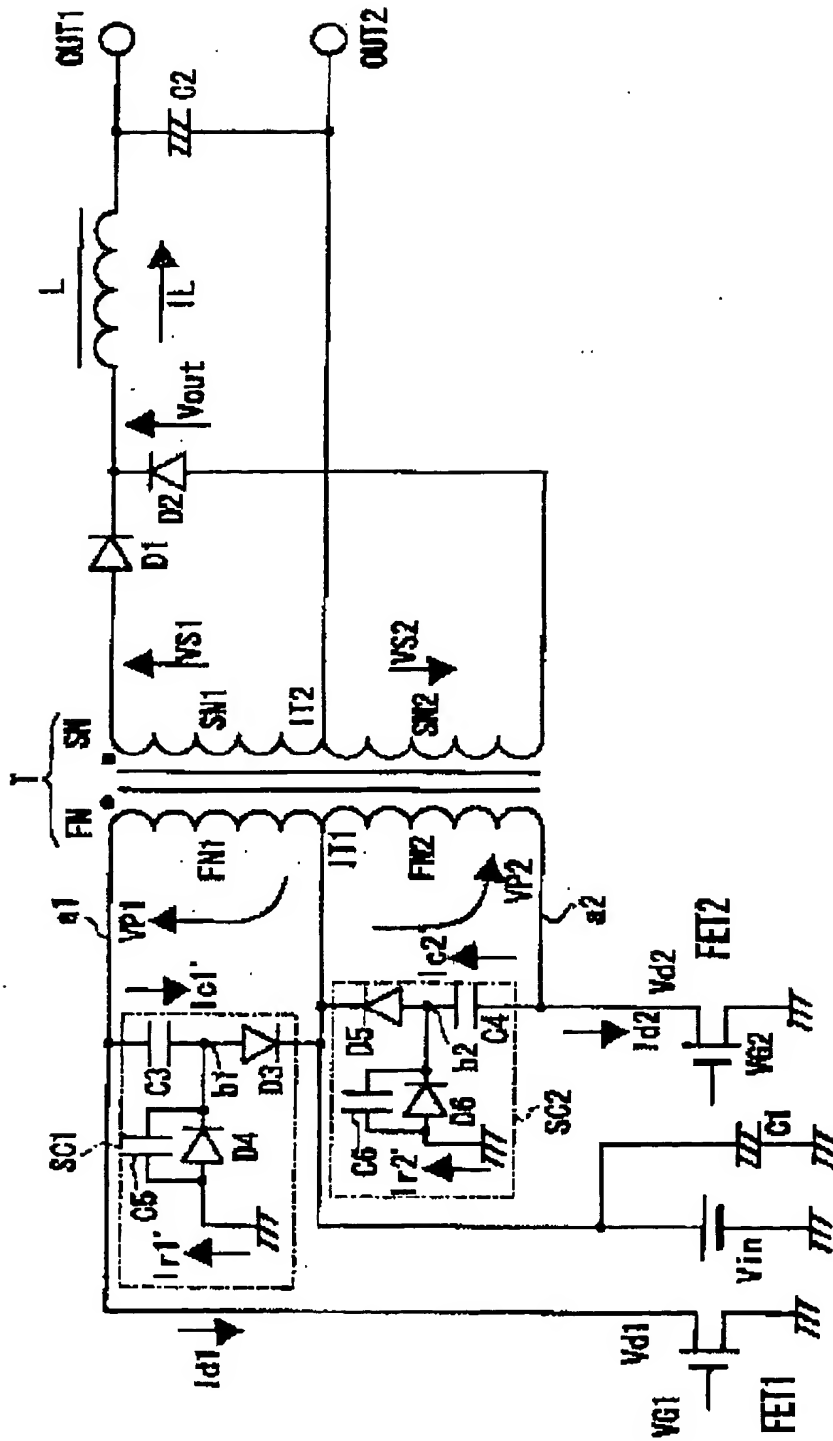 T
FN
SN
a1
VP1
Ic1'
SC1
C3
C5
b1
D4
D3
Ir1'
Id1
FN1
IT1
FN2
VP2
a2
Ic2'
D5
b2
C4
C6
D6
Ir2'
SC2
Vd2
Id2
FET2
VG2
C1
Vin
Vd1
VG1
FET1
SN1
IT2
SN2
VS1
VS2
D1
D2
Vout
L
IL
C2
OUT1
OUT2